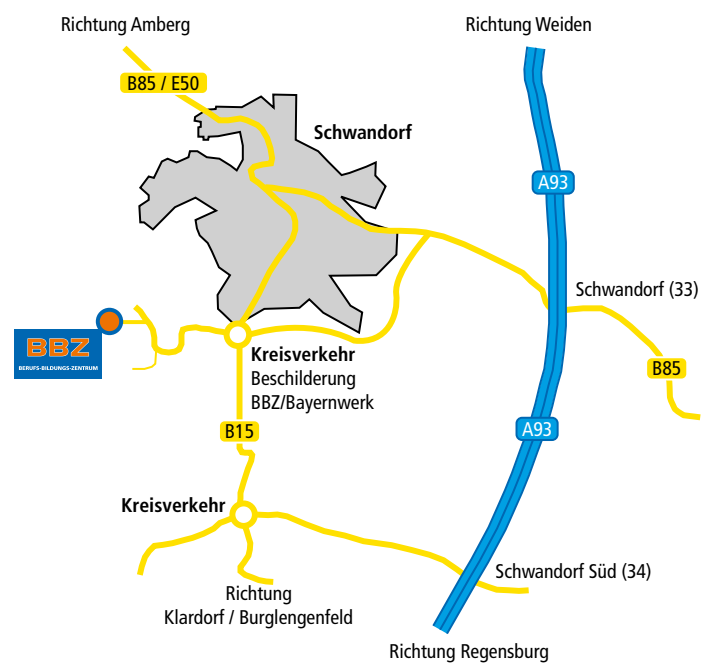 Richtung Amberg
Richtung Weiden
B85 / E50
Schwandorf
A93
Schwandorf (33)
BBZ
BERUFS-BILDUNGS-ZENTRUM
Kreisverkehr
Beschilderung
BBZ/Bayernwerk
B85
B15
A93
Kreisverkehr
Schwandorf Süd (34)
Richtung
Klardorf / Burglengenfeld
Richtung Regensburg